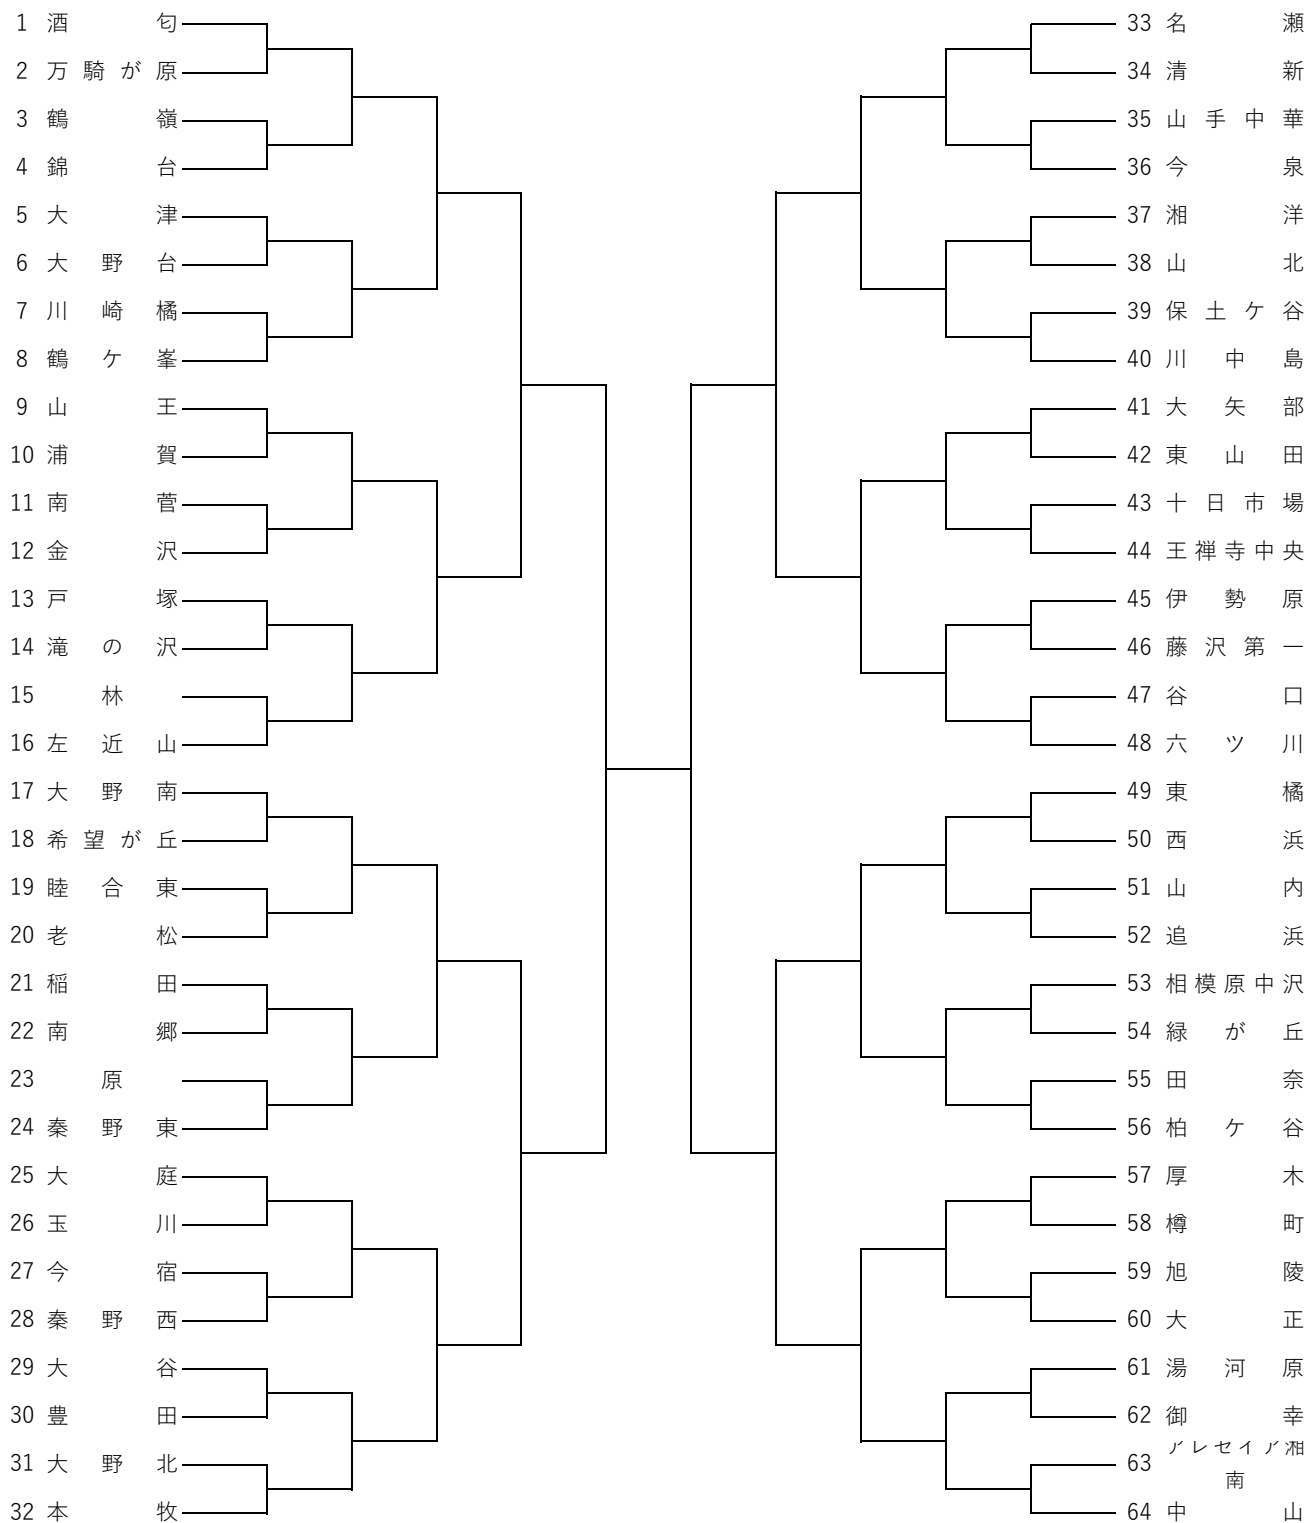 1 酒匂
2 万騎が原
3 鶴嶺
4 錦台
5 大津
6 大野台
7 川崎橘
8 鶴ケ峯
9 山王
10 浦賀
11 南菅
12 金沢
13 戸塚
14 滝の沢
15 林
16 左近山
17 大野南
18 希望が丘
19 睦合東
20 老松
21 稲田
22 南郷
23 原
24 秦野東
25 大庭
26 玉川
27 今宿
28 秦野西
29 大谷
30 豊田
31 大野北
32 本牧
33 名瀬
34 清新
35 山手中華
36 今泉
37 湘洋
38 山北
39 保土ケ谷
40 川中島
41 大矢部
42 東山田
43 十日市場
44 王禅寺中央
45 伊勢原
46 藤沢第一
47 谷口
48 六ツ川
49 東橘
50 西浜
51 山内
52 追浜
53 相模原中沢
54 緑が丘
55 田奈
56 柏ケ谷
57 厚木
58 樽町
59 旭陵
60 大正
61 湯河原
62 御幸
63 アレセイア湘
南
64 中山